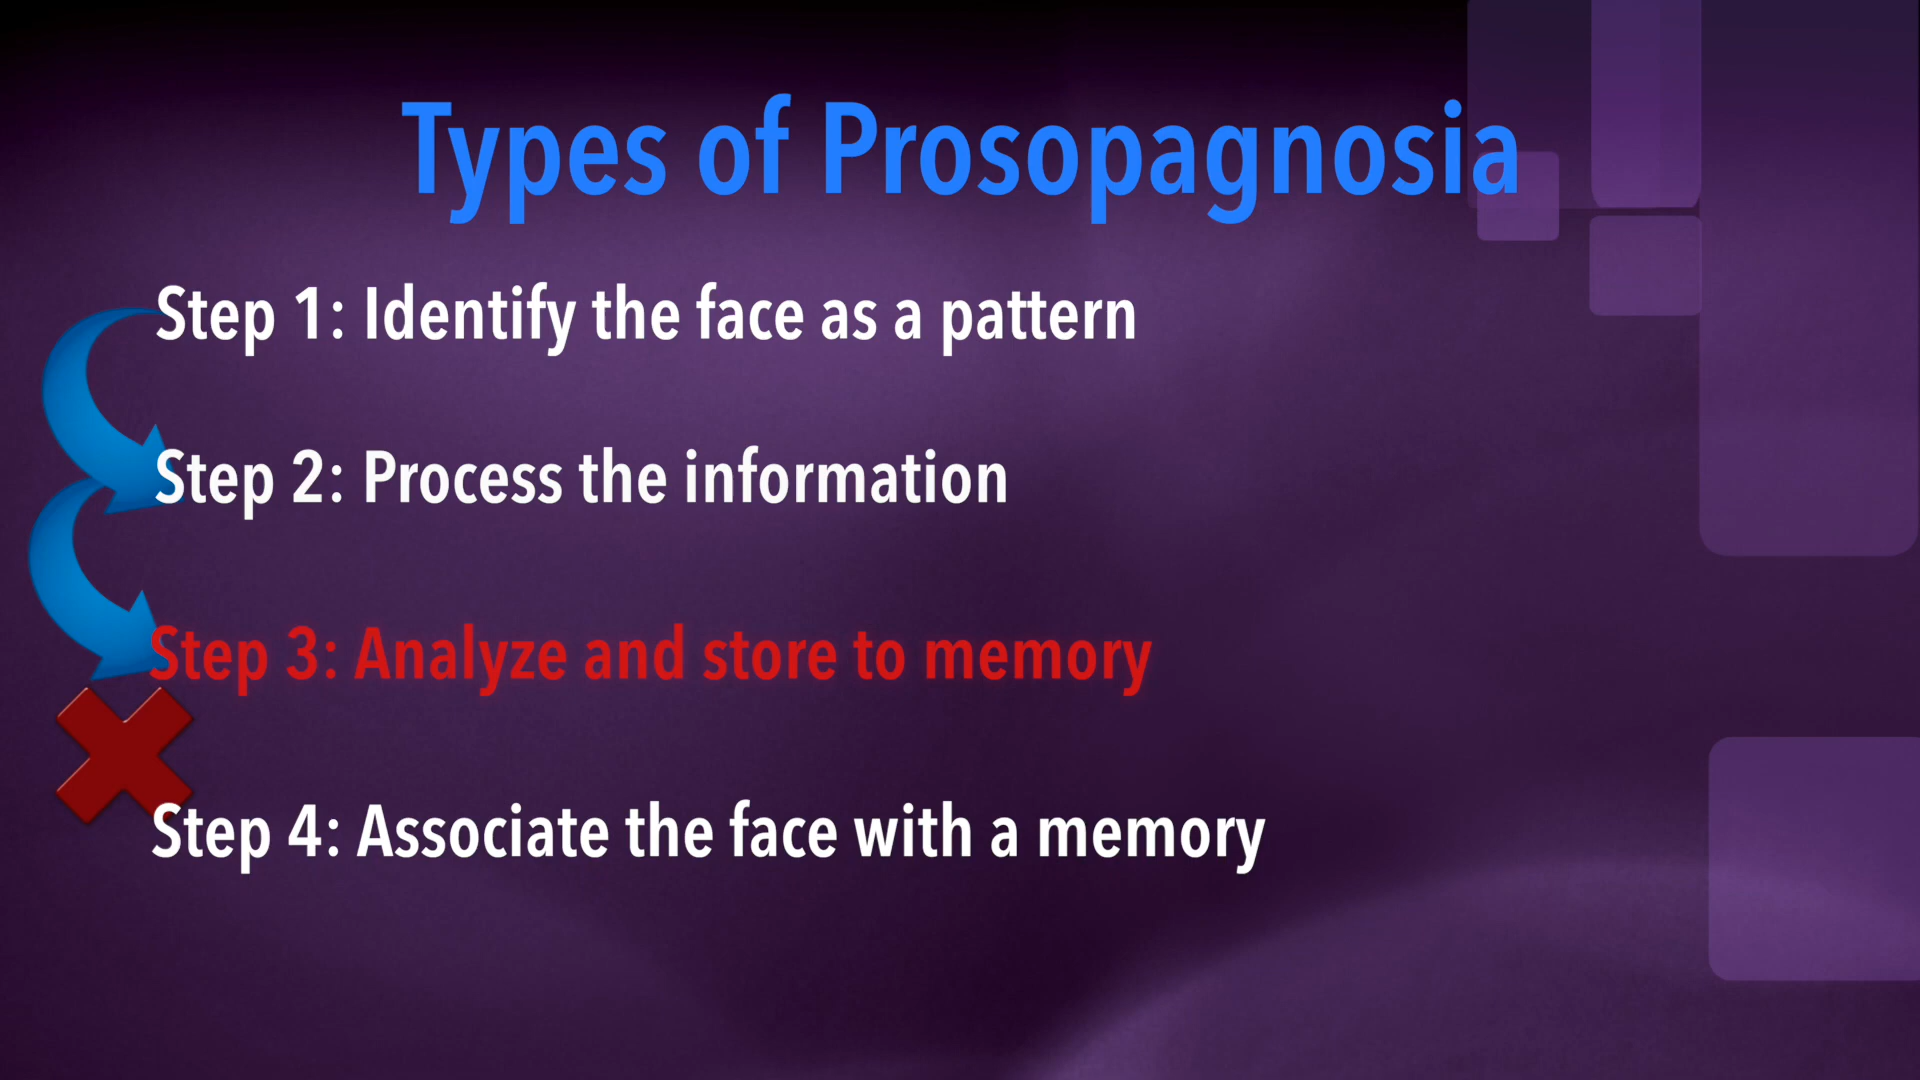 Types of Prosopagnosia
Step 1: Identify the face as a pattern
Step 2: Process the information
Step 3: Analyze and store to memory
Step 4: Associate the face with a memory